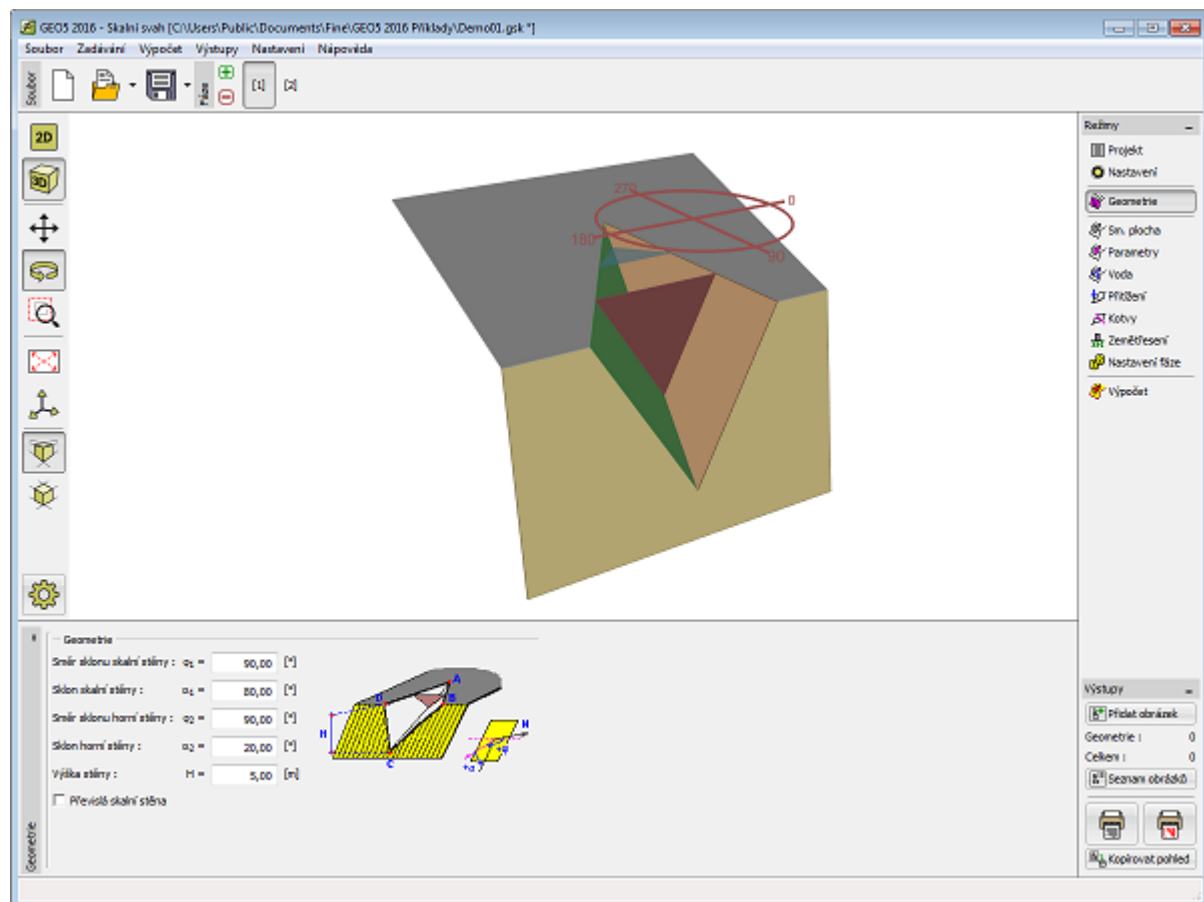 GEO5 2016 - Skalní svah [C:\Users\Public\Documents\Fine\GEO5 2016 Příklady\Demo01.gsk *]
Soubor Zadávání Výpočet Výstupy Nastavení Nápověda
Soubor
Fáze
[1] [2]
2D
3D
270
0
180
90
Režimy
Projekt
Nastavení
Geometrie
Sm. plocha
Parametry
Voda
Přitížení
Kotvy
Zemětřesení
Nastavení fáze
Výpočet
Geometrie
Geometrie
Směr sklonu skalní stěny : α₁ = 90,00 [°]
Sklon skalní stěny : α₁ = 80,00 [°]
Směr sklonu horní stěny : α₂ = 90,00 [°]
Sklon horní stěny : α₂ = 20,00 [°]
Výška stěny : H = 5,00 [m]
Převislá skalní stěna
A
B
C
D
H
N
Výstupy
Přidat obrázek
Geometrie : 0
Celkem : 0
Seznam obrázků
Kopírovat pohled